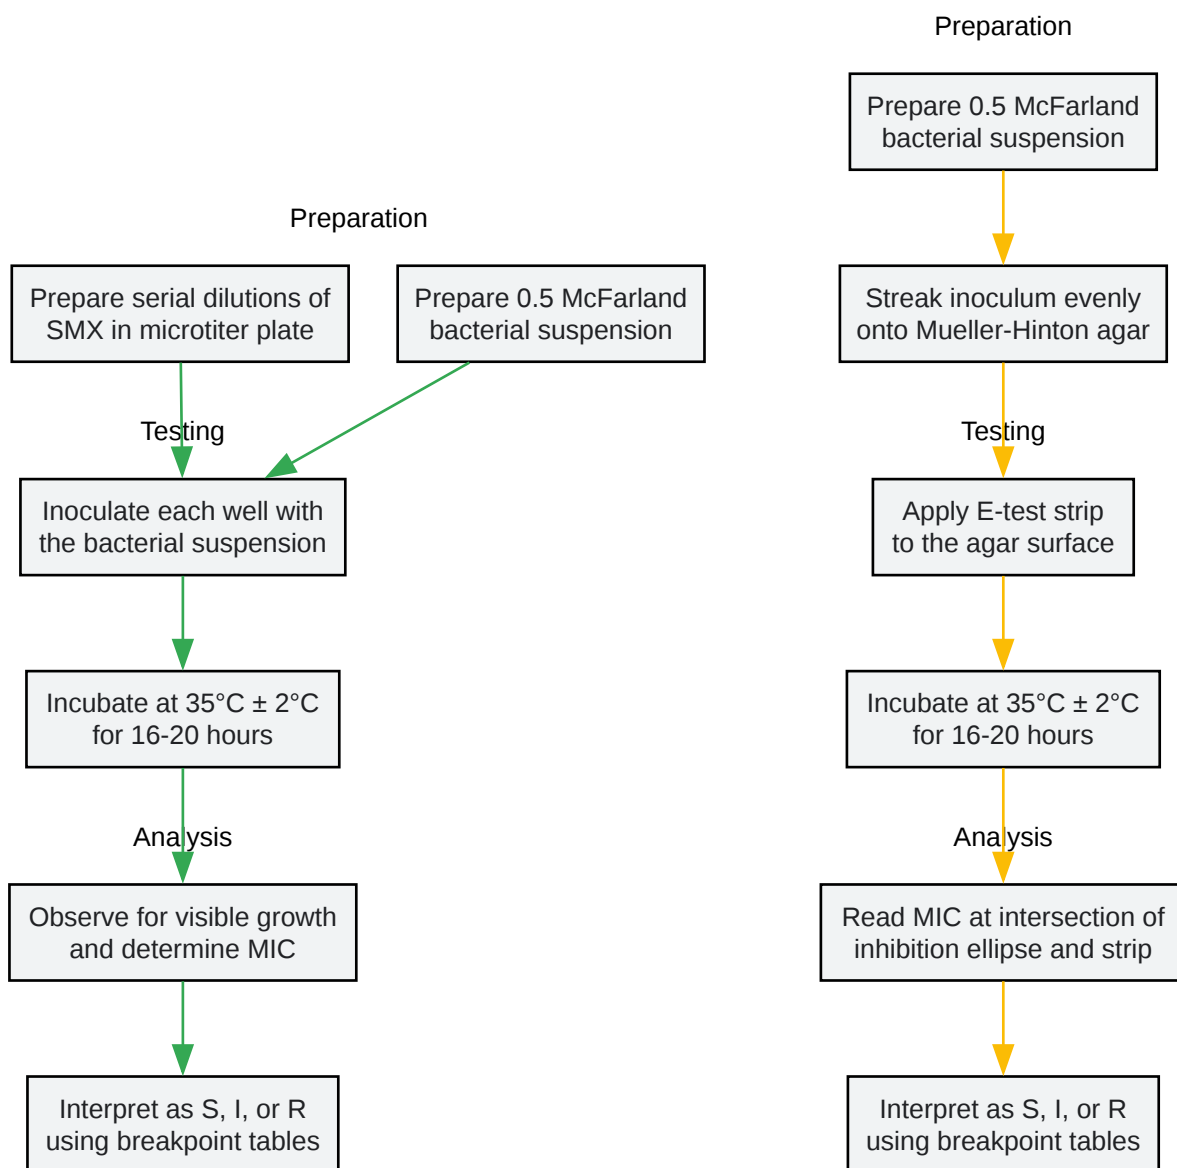 Preparation
Prepare serial dilutions of
SMX in microtiter plate
Prepare 0.5 McFarland
bacterial suspension
Testing
Inoculate each well with
the bacterial suspension
Incubate at 35°C ± 2°C
for 16-20 hours
Analysis
Observe for visible growth
and determine MIC
Interpret as S, I, or R
using breakpoint tables
Preparation
Prepare 0.5 McFarland
bacterial suspension
Streak inoculum evenly
onto Mueller-Hinton agar
Testing
Apply E-test strip
to the agar surface
Incubate at 35°C ± 2°C
for 16-20 hours
Analysis
Read MIC at intersection of
inhibition ellipse and strip
Interpret as S, I, or R
using breakpoint tables